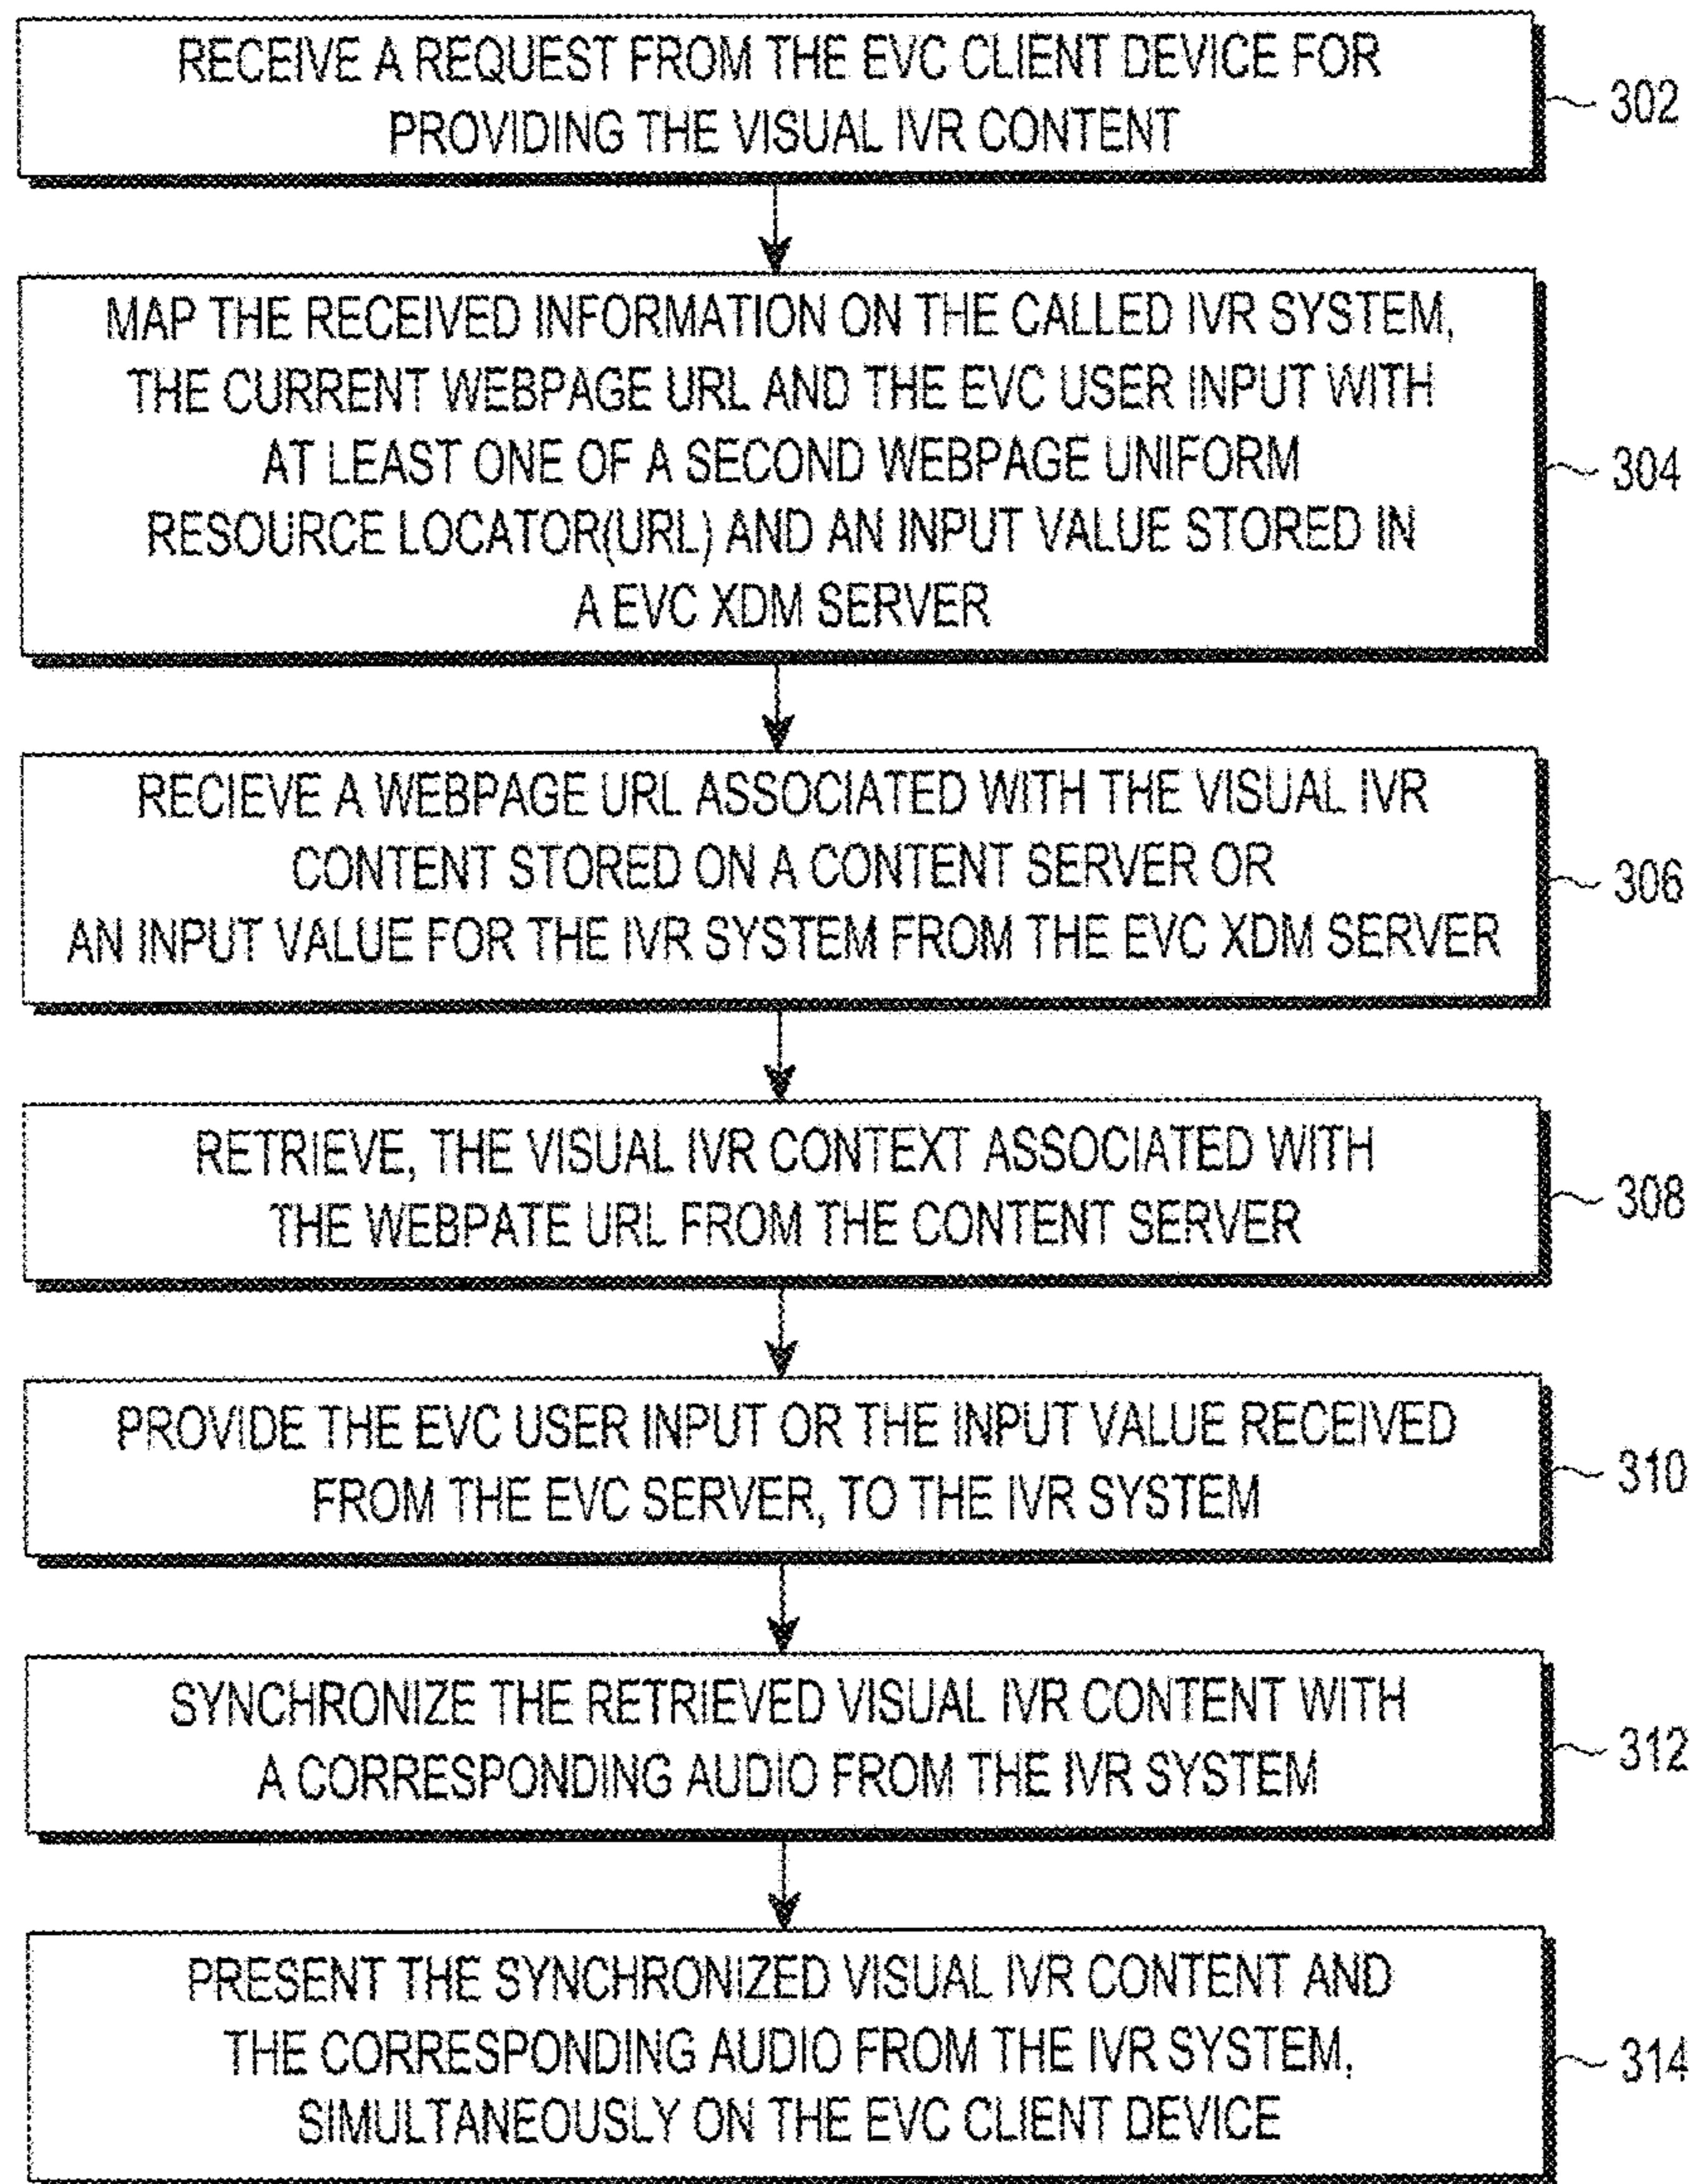 RECEIVE A REQUEST FROM THE EVC CLIENT DEVICE FOR
PROVIDING THE VISUAL IVR CONTENT
302
MAP THE RECEIVED INFORMATION ON THE CALLED IVR SYSTEM,
THE CURRENT WEBPAGE URL AND THE EVC USER INPUT WITH
AT LEAST ONE OF A SECOND WEBPAGE UNIFORM
RESOURCE LOCATOR(URL) AND AN INPUT VALUE STORED IN
A EVC XDM SERVER
304
RECIEVE A WEBPAGE URL ASSOCIATED WITH THE VISUAL IVR
CONTENT STORED ON A CONTENT SERVER OR
AN INPUT VALUE FOR THE IVR SYSTEM FROM THE EVC XDM SERVER
306
RETRIEVE, THE VISUAL IVR CONTEXT ASSOCIATED WITH
THE WEBPATE URL FROM THE CONTENT SERVER
308
PROVIDE THE EVC USER INPUT OR THE INPUT VALUE RECEIVED
FROM THE EVC SERVER, TO THE IVR SYSTEM
310
SYNCHRONIZE THE RETRIEVED VISUAL IVR CONTENT WITH
A CORRESPONDING AUDIO FROM THE IVR SYSTEM
312
PRESENT THE SYNCHRONIZED VISUAL IVR CONTENT AND
THE CORRESPONDING AUDIO FROM THE IVR SYSTEM,
SIMULTANEOUSLY ON THE EVC CLIENT DEVICE
314